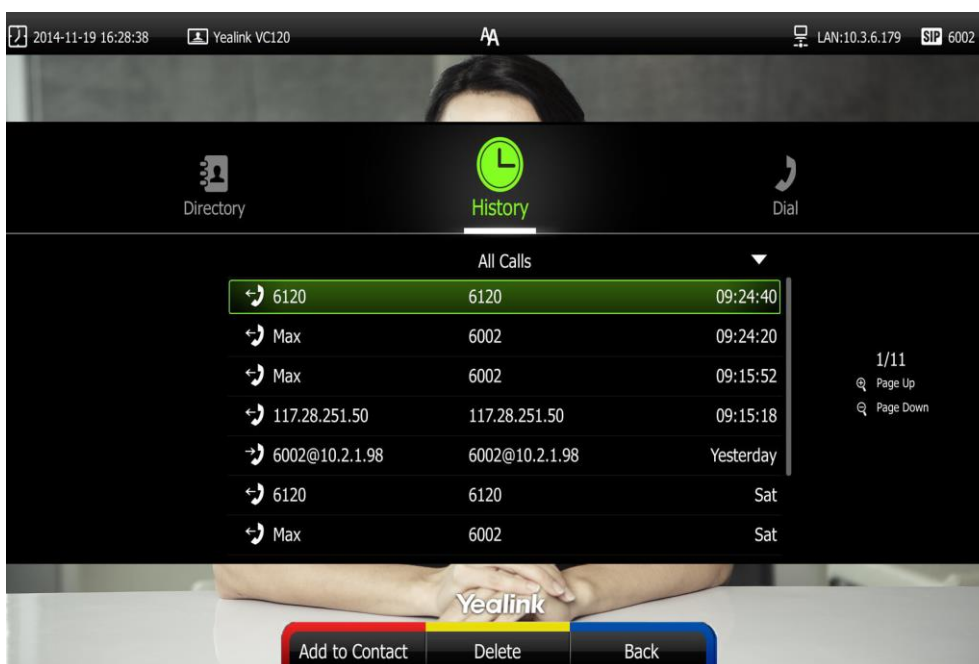 2014-11-19 16:28:38 Yealink VC120 AA LAN:10.3.6.179 SIP 6002
Directory History Dial
All Calls
6120 6120 09:24:40
Max 6002 09:24:20
Max 6002 09:15:52
117.28.251.50 117.28.251.50 09:15:18
6002@10.2.1.98 6002@10.2.1.98 Yesterday
6120 6120 Sat
Max 6002 Sat
1/11
Page Up
Page Down
Yealink
Add to Contact Delete Back